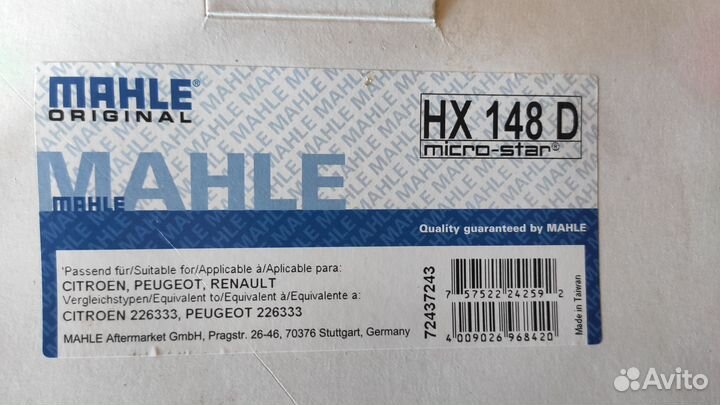 MAHLE®
ORIGINAL
HX 148 D
micro-star®
MAHLE
MAHLE
Quality guaranteed by MAHLE
*Passend für/Suitable for/Applicable à/Aplicable para:
CITROEN, PEUGEOT, RENAULT
Vergleichstypen/Equivalent to/Equivalent à/Equivalente a:
CITROEN 226333, PEUGEOT 226333
MAHLE Aftermarket GmbH, Pragstr. 26-46, 70376 Stuttgart, Germany
72437243
7 57522 24259 2
4 009026 968420
Made in Taiwan
Avito